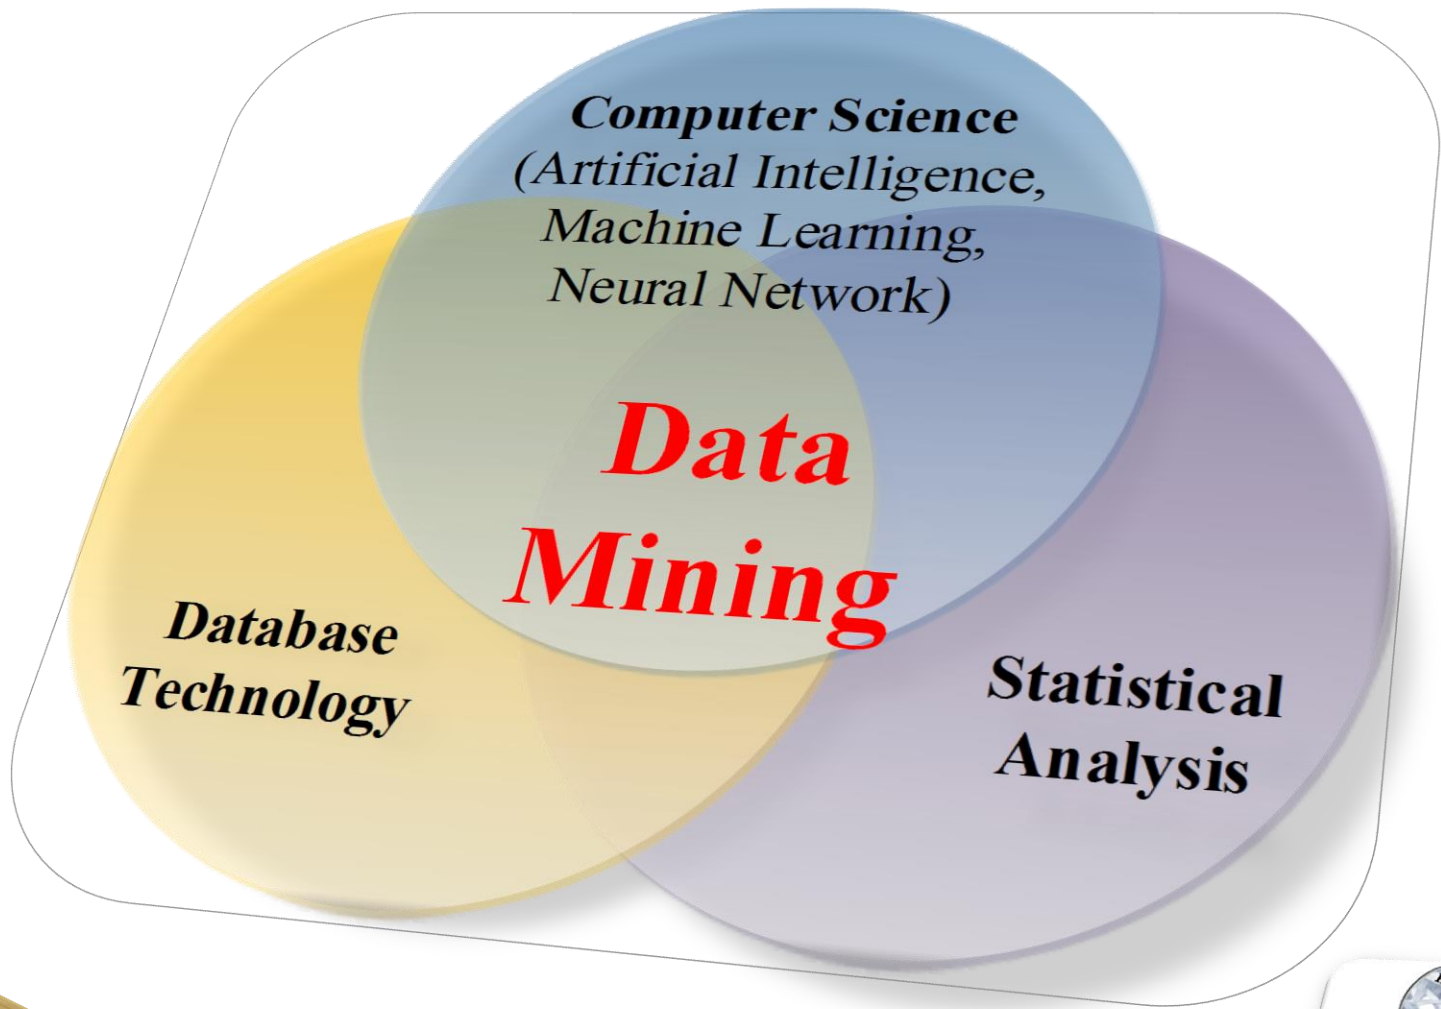 Computer Science
(Artificial Intelligence,
Machine Learning,
Neural Network)
Data
Mining
Database
Technology
Statistical
Analysis